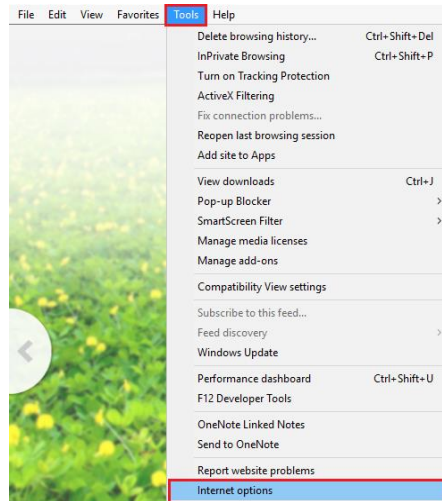 File Edit View Favorites Tools Help
Delete browsing history... Ctrl+Shift+Del
InPrivate Browsing Ctrl+Shift+P
Turn on Tracking Protection
ActiveX Filtering
Fix connection problems...
Reopen last browsing session
Add site to Apps
View downloads Ctrl+J
Pop-up Blocker
SmartScreen Filter
Manage media licenses
Manage add-ons
Compatibility View settings
Subscribe to this feed...
Feed discovery
Windows Update
Performance dashboard Ctrl+Shift+U
F12 Developer Tools
OneNote Linked Notes
Send to OneNote
Report website problems
Internet options